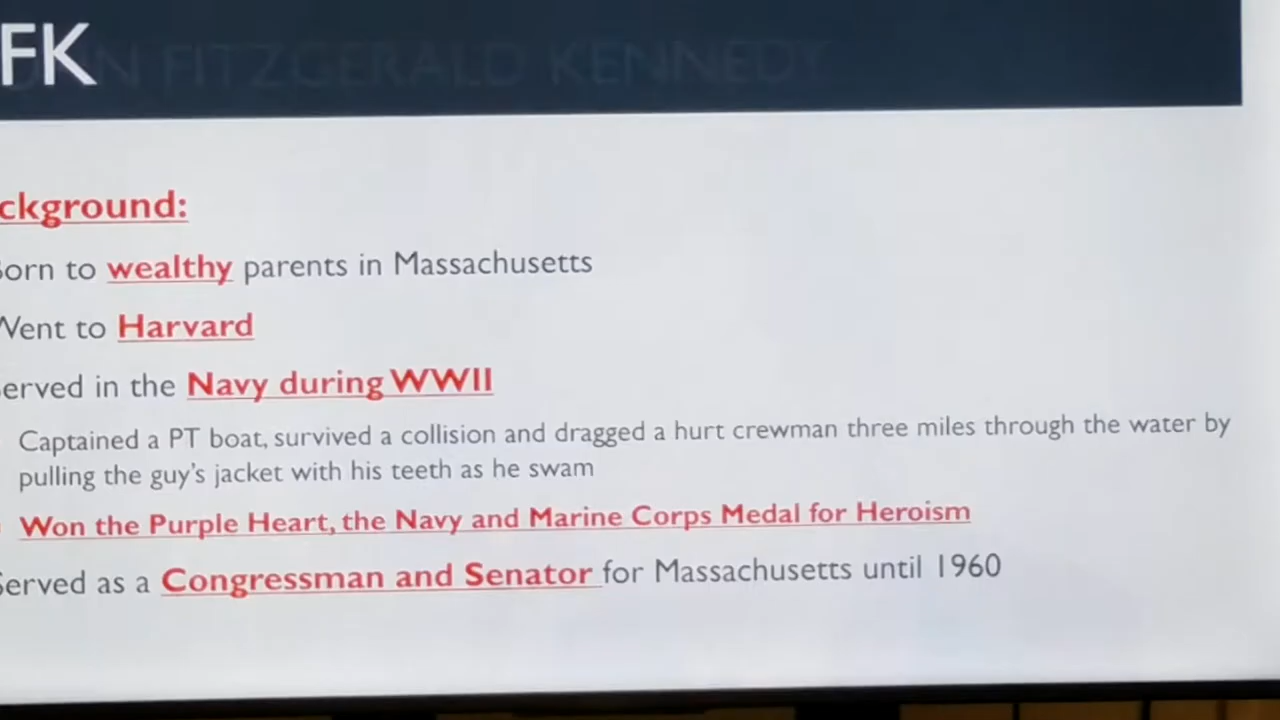 FK
N FITZGERALD KENNEDY
ckground:
Born to wealthy parents in Massachusetts
Went to Harvard
Served in the Navy during WWII
Captained a PT boat, survived a collision and dragged a hurt crewman three miles through the water by
pulling the guy's jacket with his teeth as he swam
Won the Purple Heart, the Navy and Marine Corps Medal for Heroism
Served as a Congressman and Senator for Massachusetts until 1960